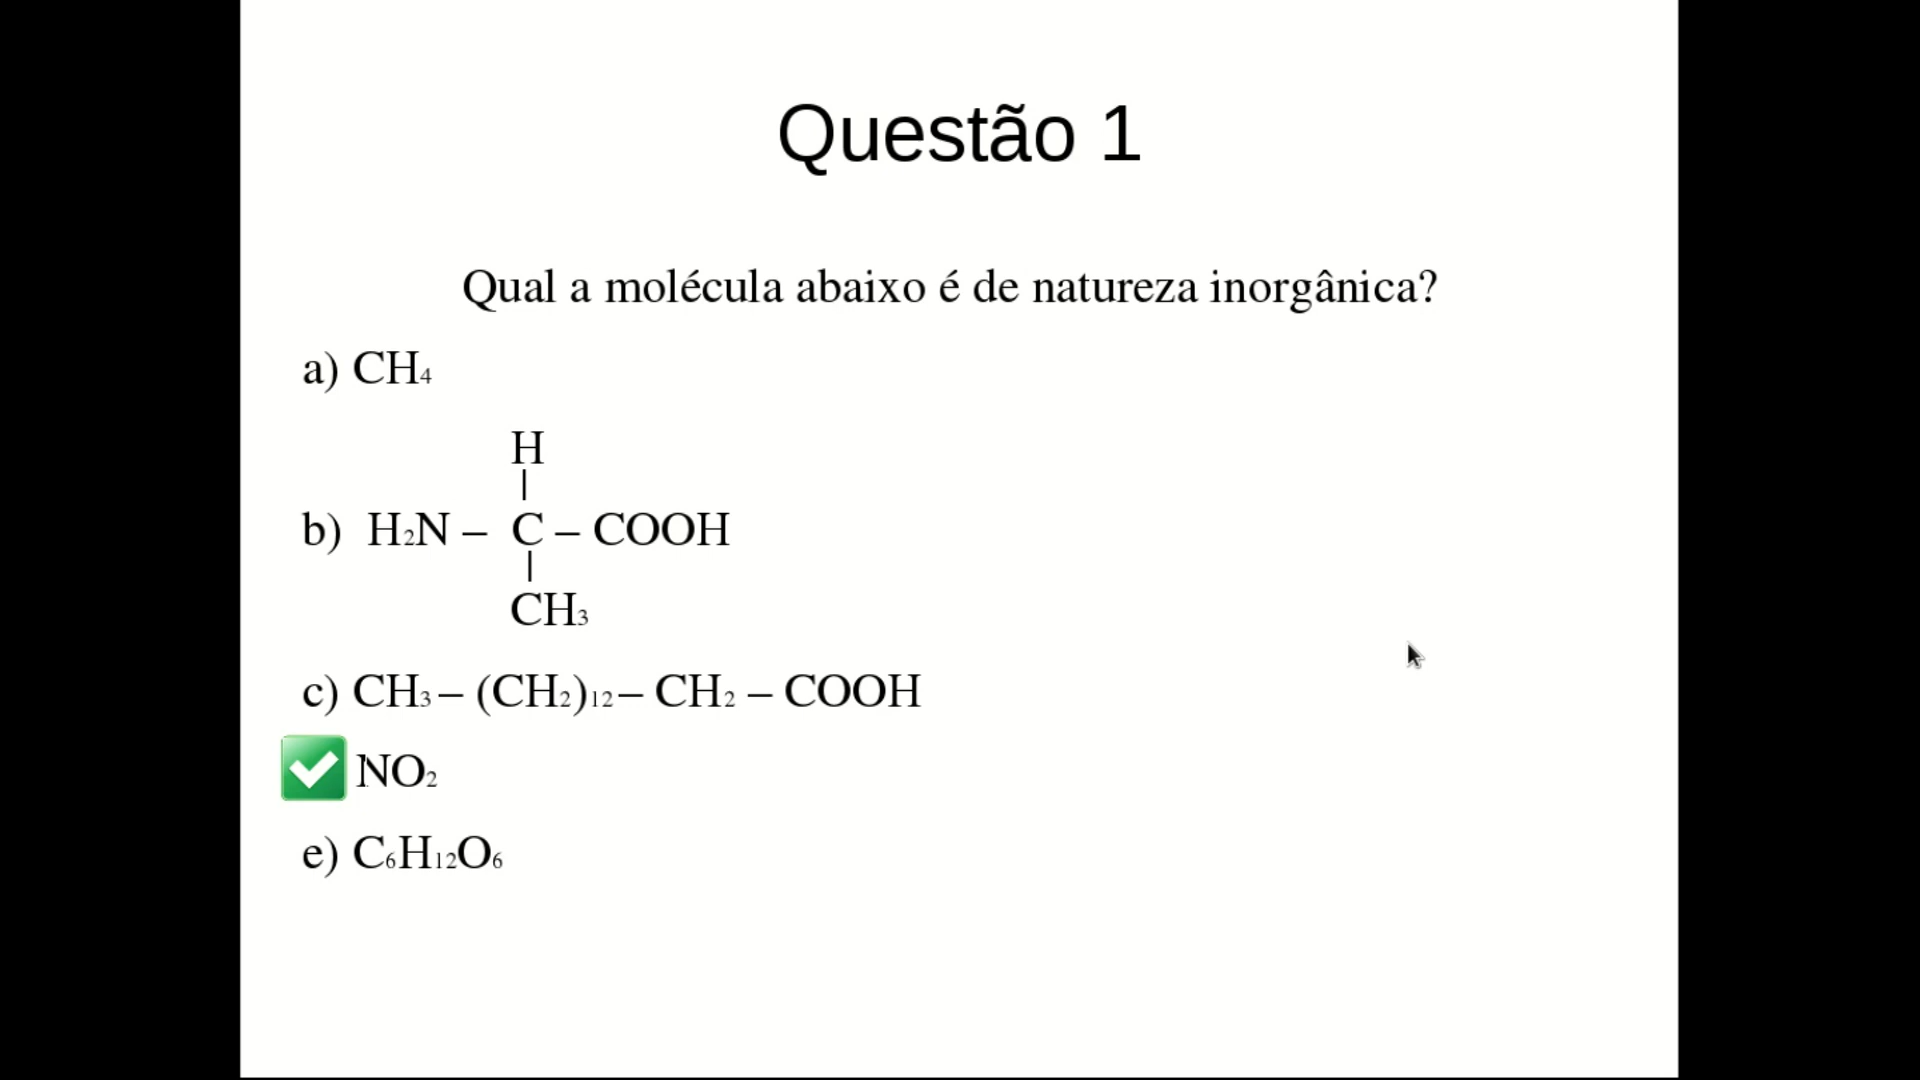 Questão 1
Qual a molécula abaixo é de natureza inorgânica?
a) CH₄
H
|
b) H₂N – C – COOH
|
CH₃
c) CH₃ – (CH₂)₁₂ – CH₂ – COOH
NO₂
e) C₆H₁₂O₆